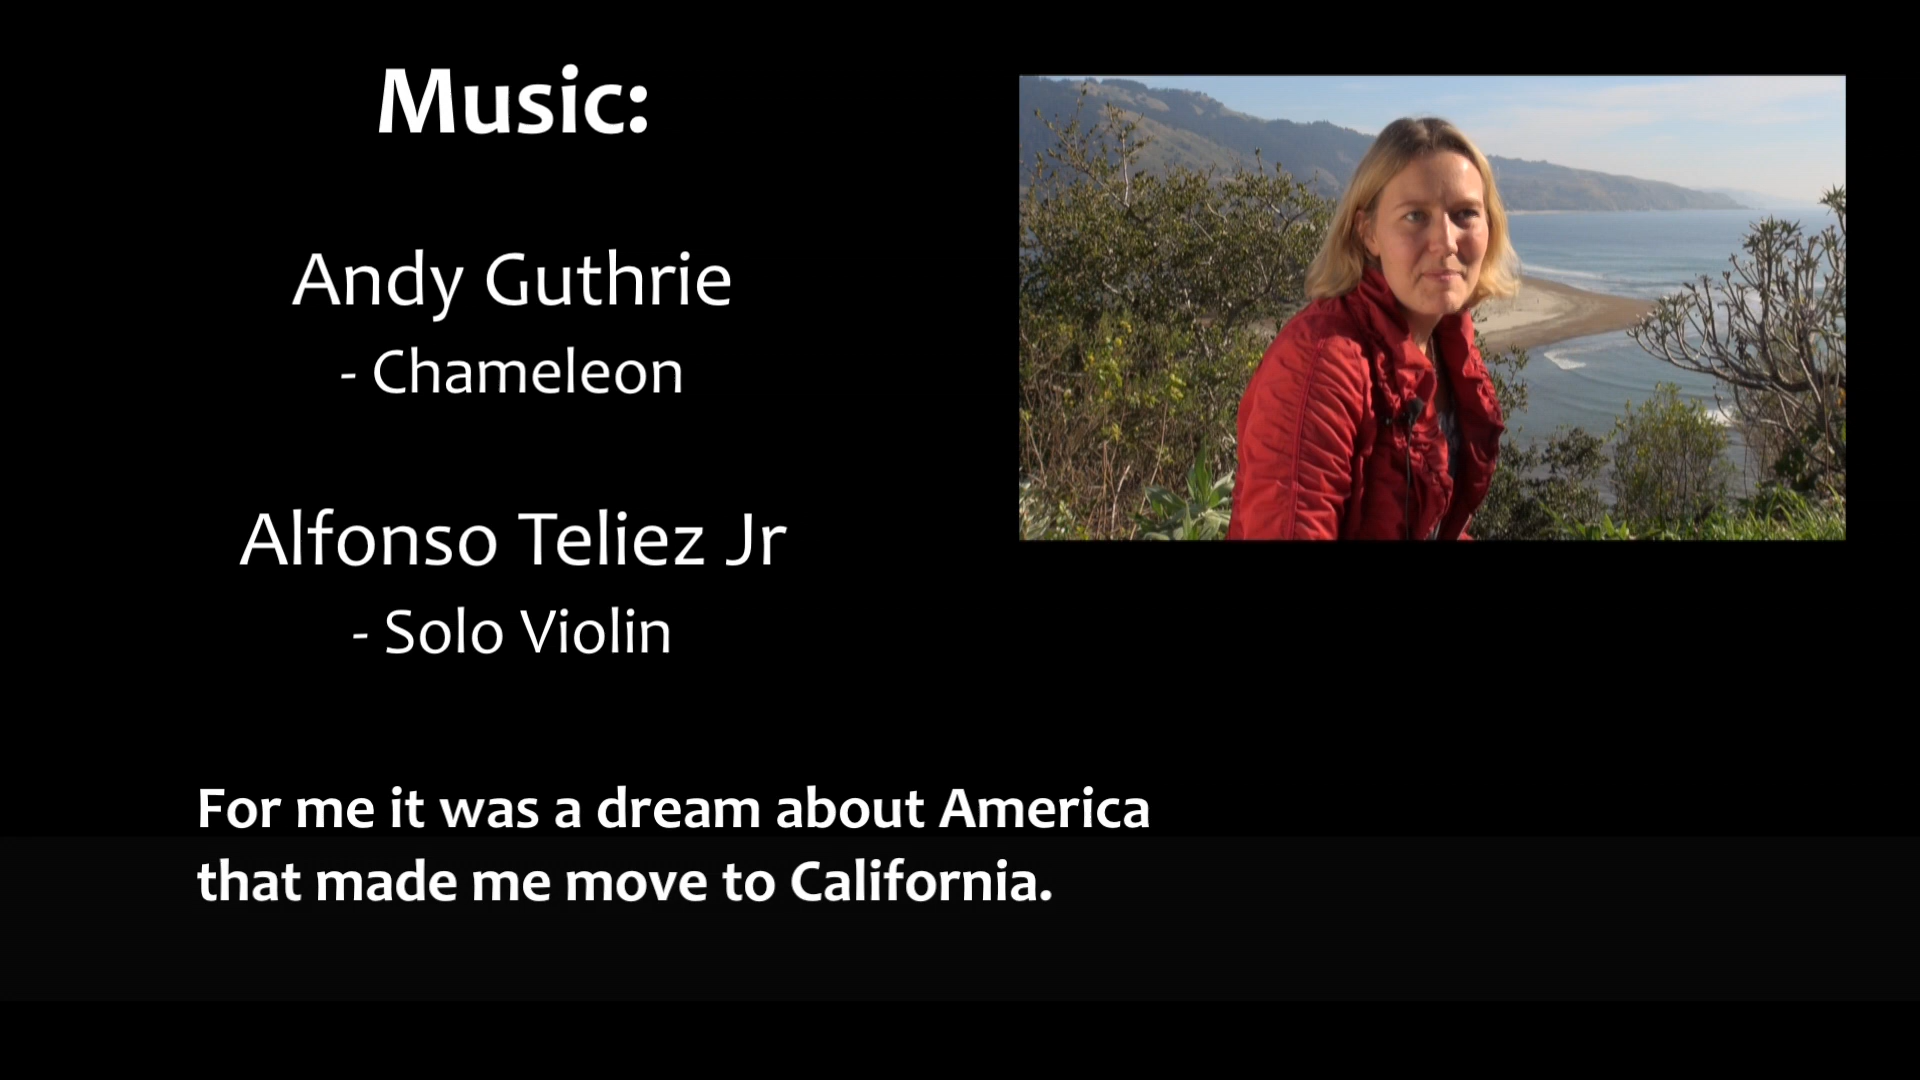 Music:
Andy Guthrie
- Chameleon
Alfonso Teliez Jr
- Solo Violin
For me it was a dream about America
that made me move to California.